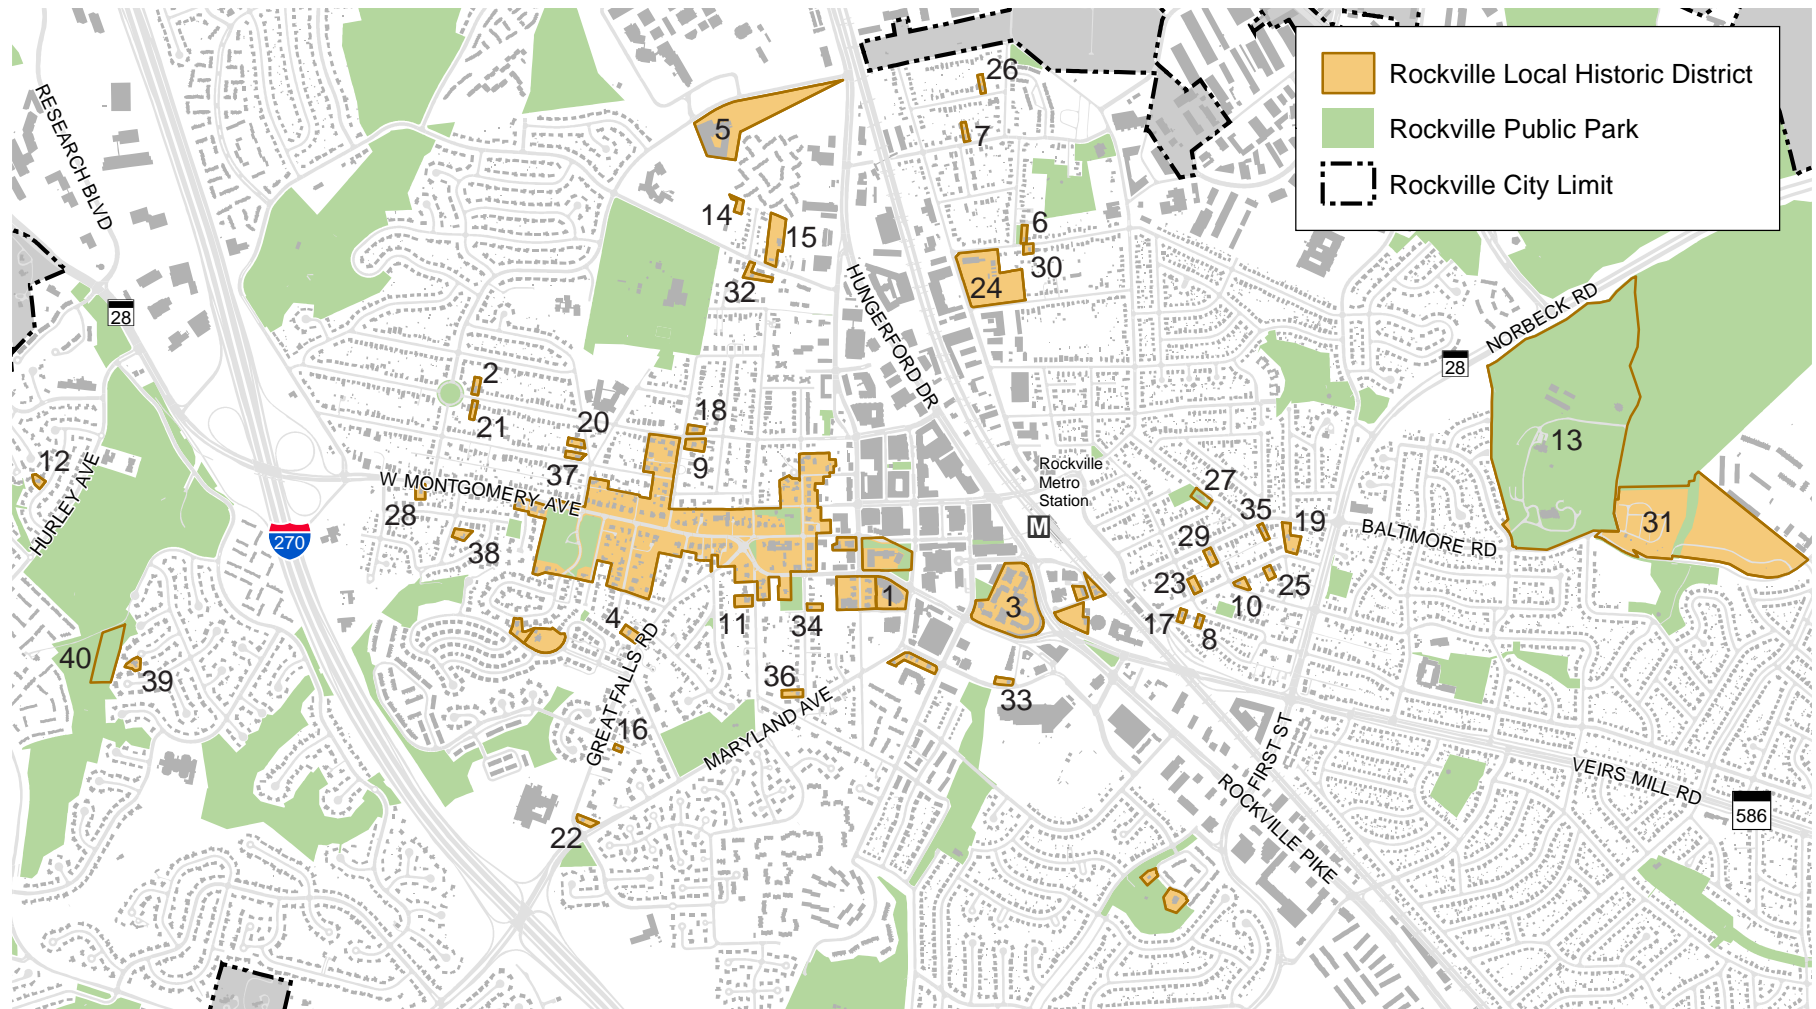 Rockville Local Historic District
Rockville Public Park
Rockville City Limit
26
5
7
RESEARCH BLVD
14
15
6
30
32
24
HUNGERFORD DR
28
NORBECK RD
28
2
21
18
20
9
37
13
12
HURLEY AVE
W MONTGOMERY AVE
28
38
270
Rockville
Metro
Station
M
27
35
19
BALTIMORE RD
31
29
23
25
10
17
8
1
3
4
11
34
40
39
GREAT FALLS RD
36
33
16
MARYLAND AVE
22
FIRST ST
ROCKVILLE PIKE
VEIRS MILL RD
586